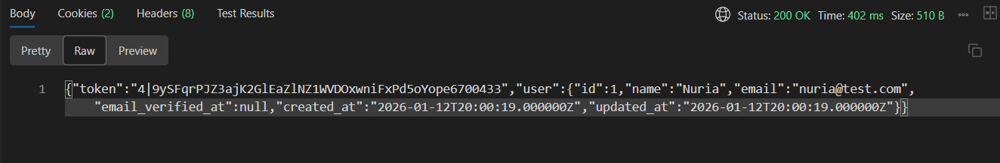 Body Cookies (2) Headers (8) Test Results Status: 200 OK Time: 402 ms Size: 510 B
Pretty Raw Preview
1 {"token":"4|9ySFqrPJZ3ajK2GlEaZlNZ1WVDOxwniFxPd5oYope6700433","user":{"id":1,"name":"Nuria","email":"nuria@test.com",
"email_verified_at":null,"created_at":"2026-01-12T20:00:19.000000Z","updated_at":"2026-01-12T20:00:19.000000Z"}}